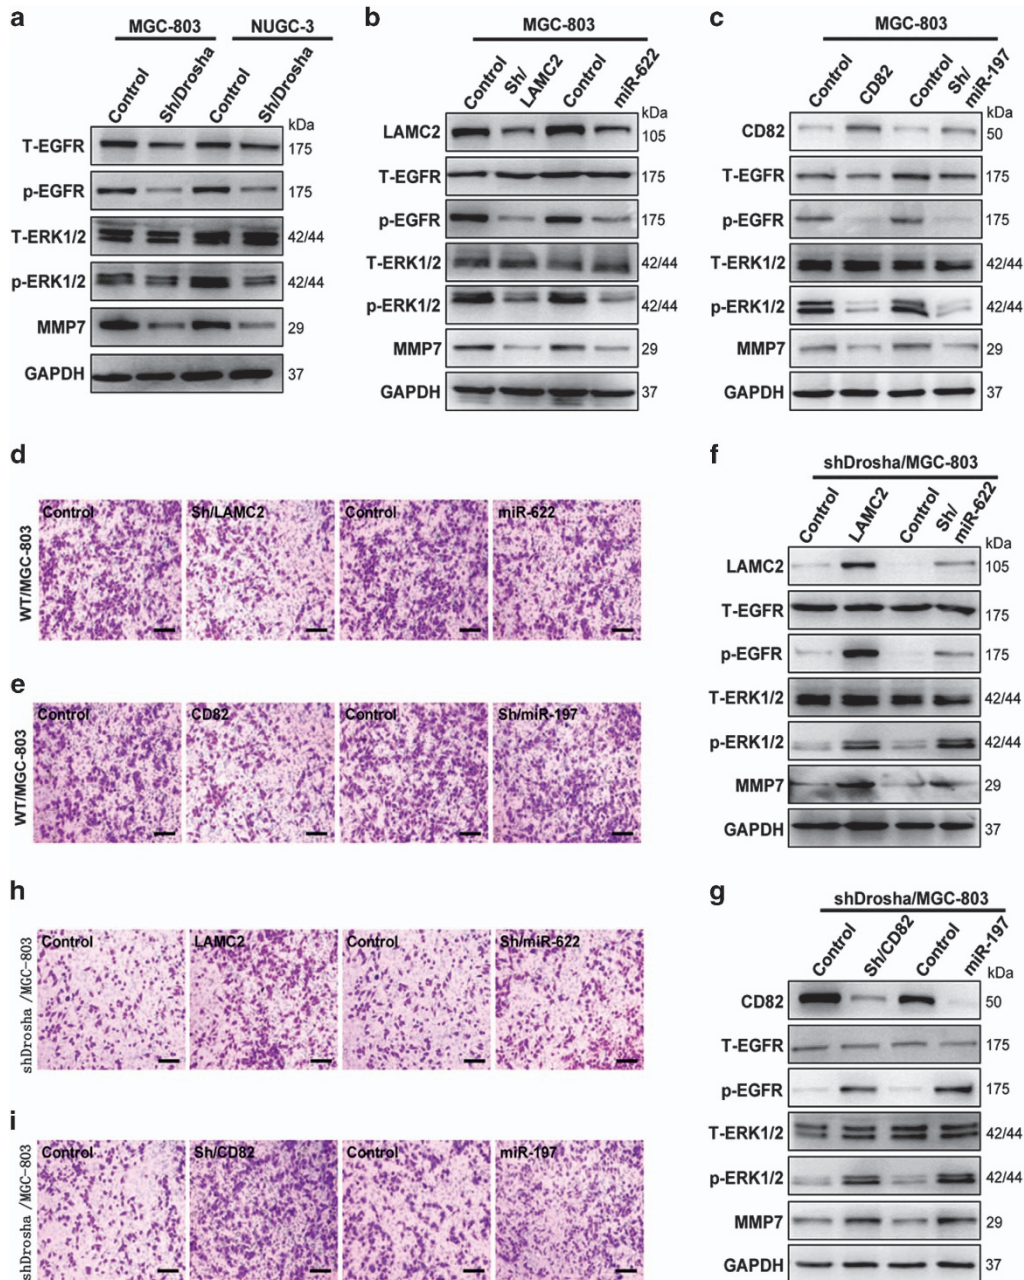 a
MGC-803 NUGC-3
Control Sh/Drosha Control Sh/Drosha
kDa
T-EGFR 175
p-EGFR 175
T-ERK1/2 42/44
p-ERK1/2 42/44
MMP7 29
GAPDH 37
b
MGC-803
Control Sh/LAMC2 Control miR-622
kDa
LAMC2 105
T-EGFR 175
p-EGFR 175
T-ERK1/2 42/44
p-ERK1/2 42/44
MMP7 29
GAPDH 37
c
MGC-803
Control CD82 Control Sh/miR-197
kDa
CD82 50
T-EGFR 175
p-EGFR 175
T-ERK1/2 42/44
p-ERK1/2 42/44
MMP7 29
GAPDH 37
d
WT/MGC-803
Control Sh/LAMC2 Control miR-622
e
WT/MGC-803
Control CD82 Control Sh/miR-197
f
shDrosha/MGC-803
Control LAMC2 Control Sh/miR-622
kDa
LAMC2 105
T-EGFR 175
p-EGFR 175
T-ERK1/2 42/44
p-ERK1/2 42/44
MMP7 29
GAPDH 37
h
shDrosha /MGC-803
Control LAMC2 Control Sh/miR-622
i
shDrosha /MGC-803
Control Sh/CD82 Control miR-197
g
shDrosha/MGC-803
Control Sh/CD82 Control miR-197
kDa
CD82 50
T-EGFR 175
p-EGFR 175
T-ERK1/2 42/44
p-ERK1/2 42/44
MMP7 29
GAPDH 37